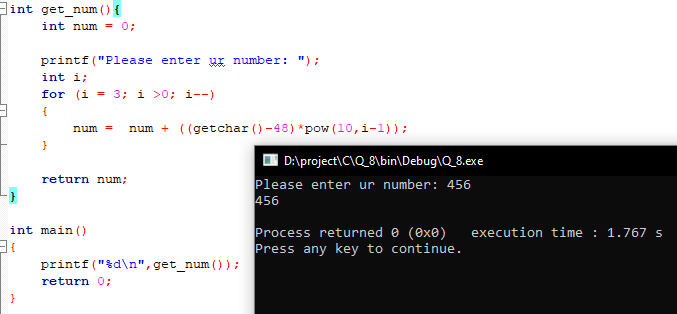 int get_num(){
int num = 0;
printf("Please enter ur number: ");
int i;
for (i = 3; i >0; i--)
{
num =  num + ((getchar()-48)*pow(10,i-1));
}
return num;
}
int main()
{
printf("%d\n",get_num());
return 0;
}
D:\project\C\Q_8\bin\Debug\Q_8.exe
Please enter ur number: 456
456
Process returned 0 (0x0)   execution time : 1.767 s
Press any key to continue.